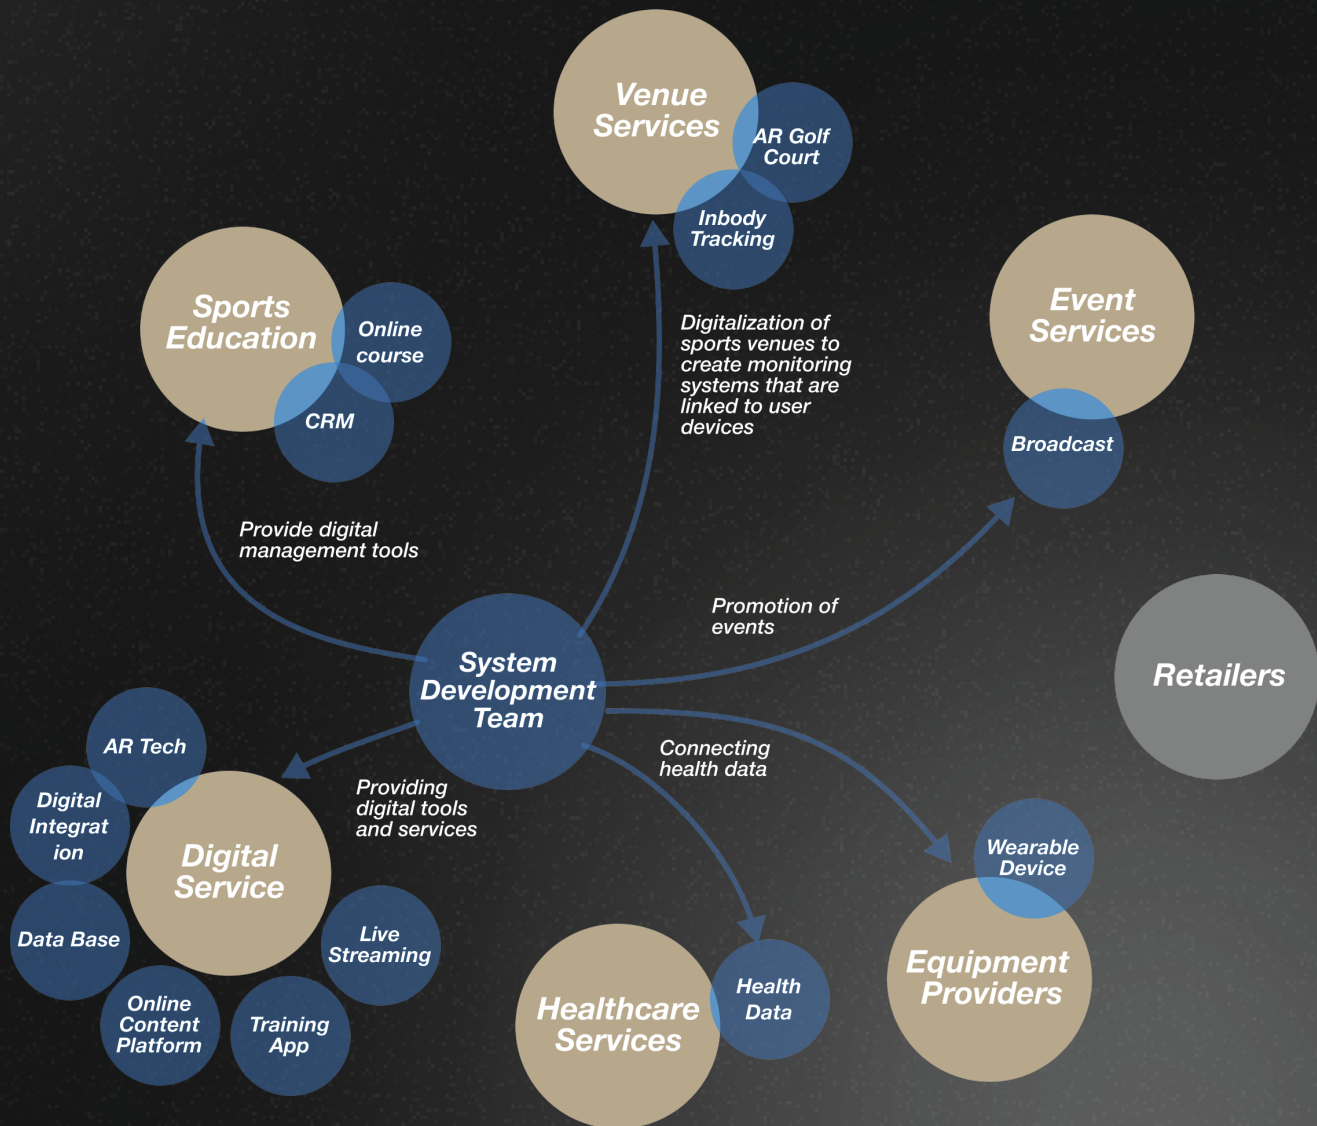 Venue
Services
AR Golf
Court
Inbody
Tracking
Sports
Education
Online
course
CRM
Event
Services
Broadcast
Digitalization of
sports venues to
create monitoring
systems that are
linked to user
devices
Provide digital
management tools
Promotion of
events
System
Development
Team
Retailers
Connecting
health data
Providing
digital tools
and services
AR Tech
Digital
Integrat
ion
Digital
Service
Data Base
Live
Streaming
Online
Content
Platform
Training
App
Healthcare
Services
Health
Data
Wearable
Device
Equipment
Providers